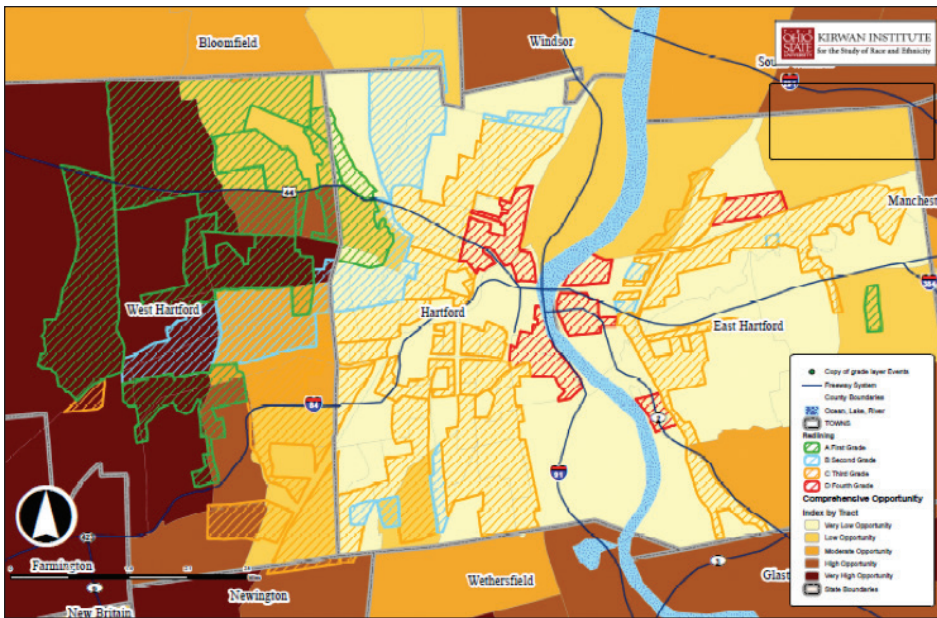 Bloomfield
Windsor
OHIO
STATE
UNIVERSITY
KIRWAN INSTITUTE
for the Study of Race and Ethnicity
291
44
Manchest
384
West Hartford
Hartford
East Hartford
84
2
91
Copy of grade layer Events
Freeway System
County Boundaries
Ocean, Lake, River
TOWNS
Redlining
A First Grade
B Second Grade
C Third Grade
D Fourth Grade
Comprehensive Opportunity
Index by Tract
Very Low Opportunity
Low Opportunity
Moderate Opportunity
High Opportunity
Very High Opportunity
State Boundaries
Farmington
Newington
New Britain
Wethersfield
Glast